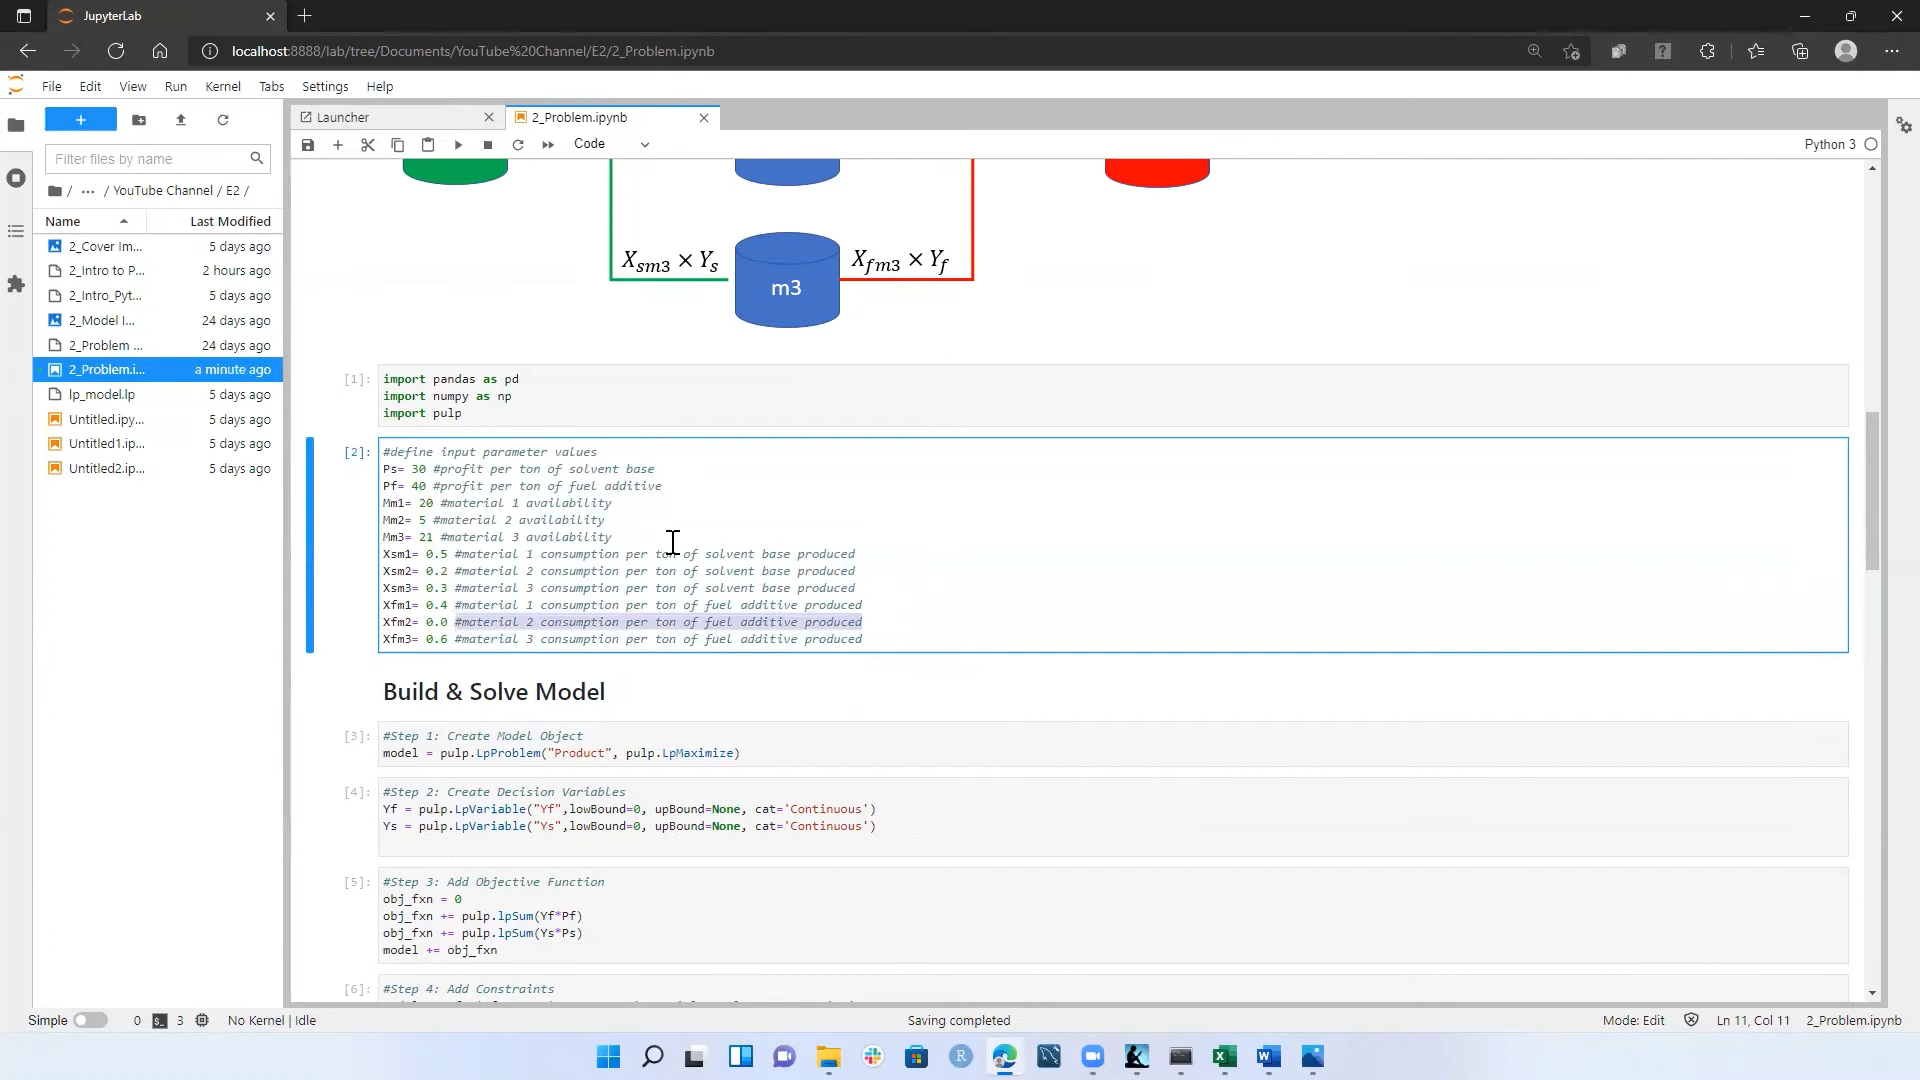 JupyterLab
localhost:8888/lab/tree/Documents/YouTube%20Channel/E2/2_Problem.ipynb
File Edit View Run Kernel Tabs Settings Help
Launcher
2_Problem.ipynb
Code
Python 3
Filter files by name
/ ··· / YouTube Channel / E2 /
Name Last Modified
2_Cover Im... 5 days ago
2_Intro to P... 2 hours ago
2_Intro_Pyt... 5 days ago
2_Model I... 24 days ago
2_Problem ... 24 days ago
2_Problem.i... a minute ago
lp_model.lp 5 days ago
Untitled.ipy... 5 days ago
Untitled1.ip... 5 days ago
Untitled2.ip... 5 days ago
Xsm3 × Ys
Xfm3 × Yf
m3
[1]:
import pandas as pd
import numpy as np
import pulp
[2]:
#define input parameter values
Ps= 30 #profit per ton of solvent base
Pf= 40 #profit per ton of fuel additive
Mm1= 20 #material 1 availability
Mm2= 5 #material 2 availability
Mm3= 21 #material 3 availability
Xsm1= 0.5 #material 1 consumption per ton of solvent base produced
Xsm2= 0.2 #material 2 consumption per ton of solvent base produced
Xsm3= 0.3 #material 3 consumption per ton of solvent base produced
Xfm1= 0.4 #material 1 consumption per ton of fuel additive produced
Xfm2= 0.0 #material 2 consumption per ton of fuel additive produced
Xfm3= 0.6 #material 3 consumption per ton of fuel additive produced
Build & Solve Model
[3]:
#Step 1: Create Model Object
model = pulp.LpProblem("Product", pulp.LpMaximize)
[4]:
#Step 2: Create Decision Variables
Yf = pulp.LpVariable("Yf",lowBound=0, upBound=None, cat='Continuous')
Ys = pulp.LpVariable("Ys",lowBound=0, upBound=None, cat='Continuous')
[5]:
#Step 3: Add Objective Function
obj_fxn = 0
obj_fxn += pulp.lpSum(Yf*Pf)
obj_fxn += pulp.lpSum(Ys*Ps)
model += obj_fxn
[6]:
#Step 4: Add Constraints
Simple 0 3 No Kernel | Idle
Saving completed
Mode: Edit Ln 11, Col 11 2_Problem.ipynb